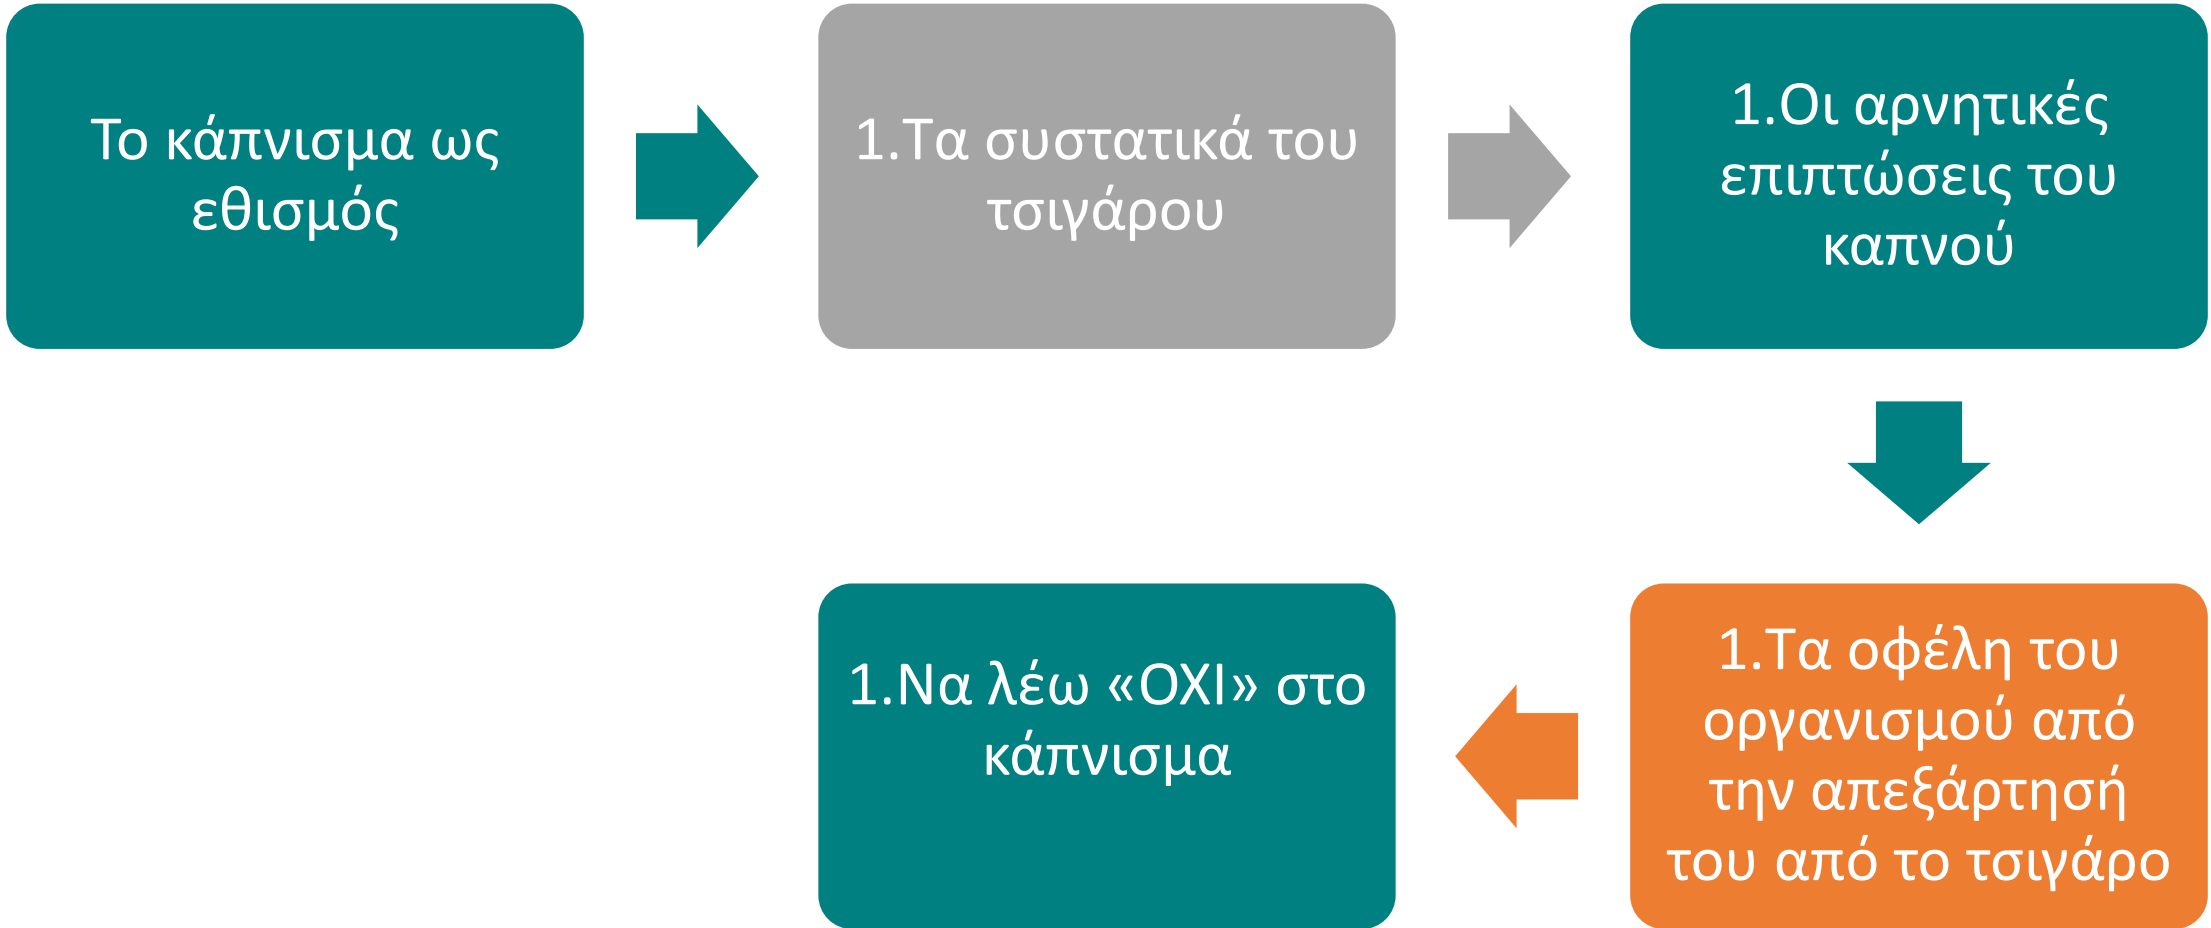 Το κάπνισμα ως
εθισμός
1.Τα συστατικά του
τσιγάρου
1.Οι αρνητικές
επιπτώσεις του
καπνού
1.Τα οφέλη του
οργανισμού από
την απεξάρτησή
του από το τσιγάρο
1.Να λέω «ΟΧΙ» στο
κάπνισμα